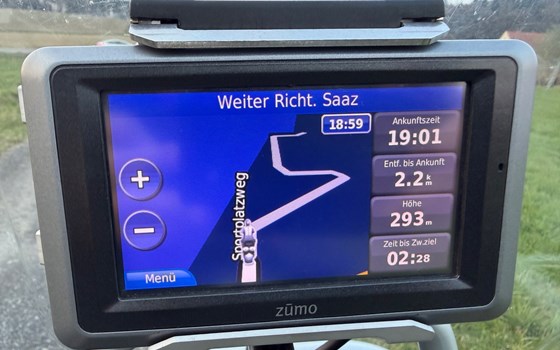 Weiter Richt. Saaz
18:59
Ankunftszeit
19:01
Entf. bis Ankunft
2.2 km
Höhe
293 m
Zeit bis Zw.ziel
02:28
Sportplatzweg
+
−
Menü
zūmo